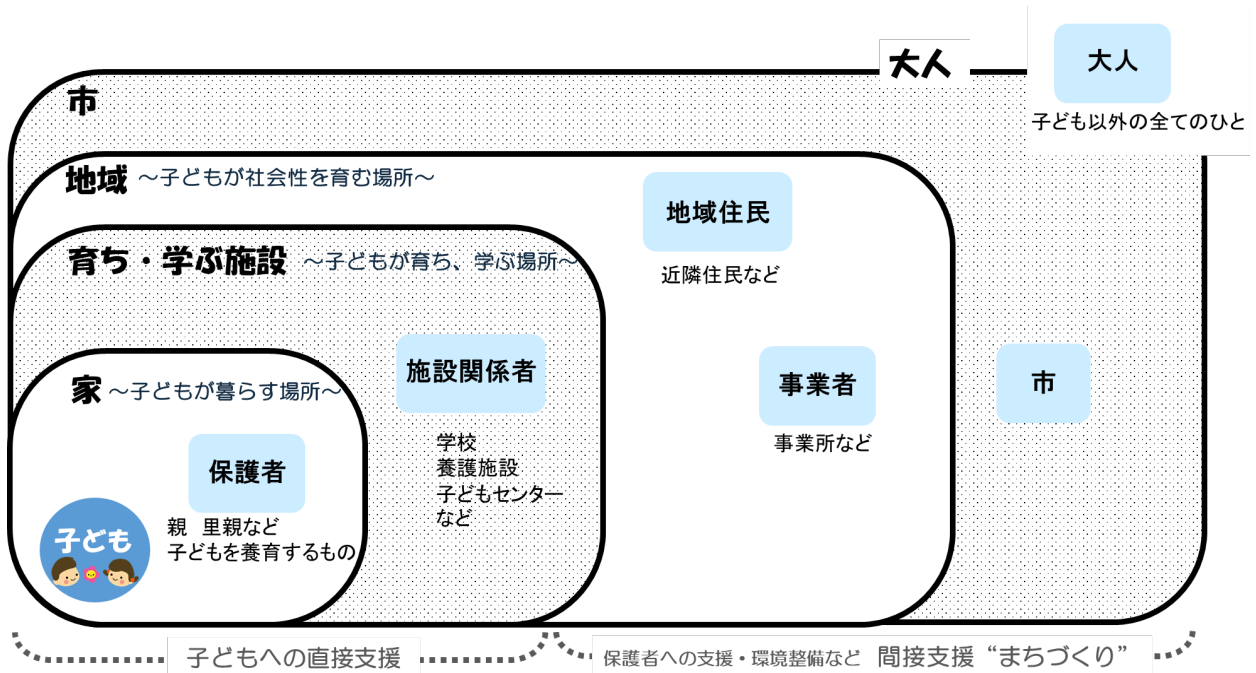 大人
大人
子ども以外の全てのひと
市
地域 ～子どもが社会性を育む場所～
地域住民
近隣住民など
育ち・学ぶ施設 ～子どもが育ち、学ぶ場所～
施設関係者
学校
養護施設
子どもセンター
など
事業者
事業所など
市
家 ～子どもが暮らす場所～
保護者
親 里親など
子どもを養育するもの
子ども
子どもへの直接支援
保護者への支援・環境整備など 間接支援 “まちづくり”